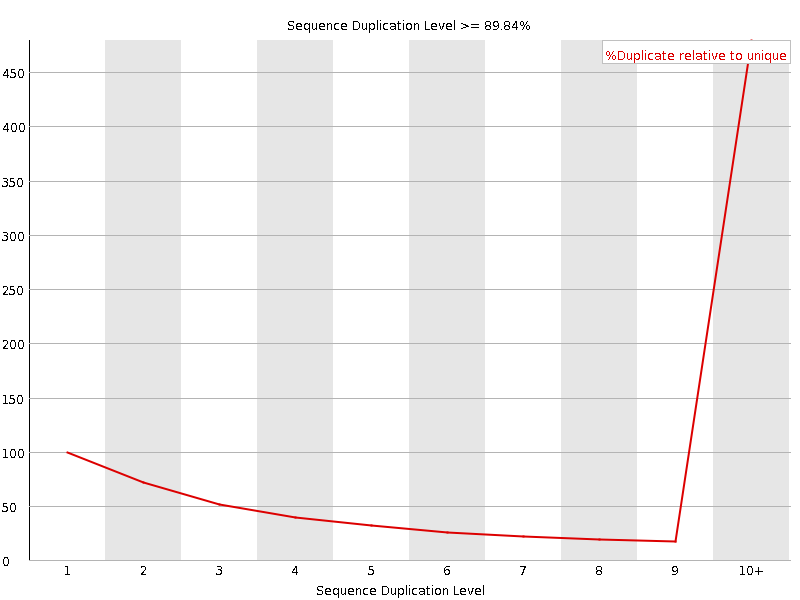 Sequence Duplication Level >= 89.84%
%Duplicate relative to unique
450
400
350
300
250
200
150
100
50
0
1 2 3 4 5 6 7 8 9 10+
Sequence Duplication Level